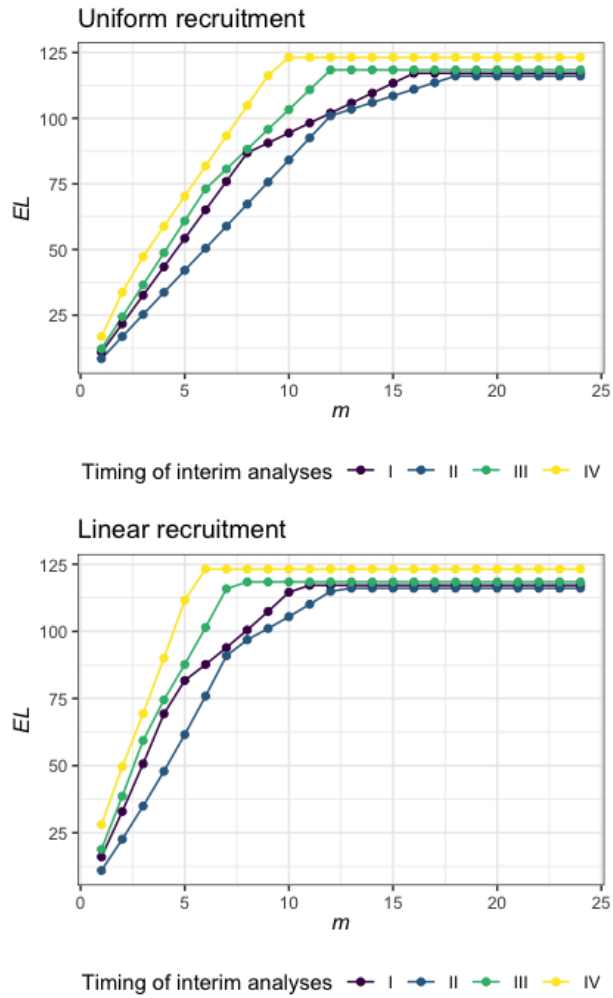 Uniform recruitment
125
100
75
50
25
EL
0 5 10 15 20 25
m
Timing of interim analyses I II III IV
Linear recruitment
125
100
75
50
25
EL
0 5 10 15 20 25
m
Timing of interim analyses I II III IV